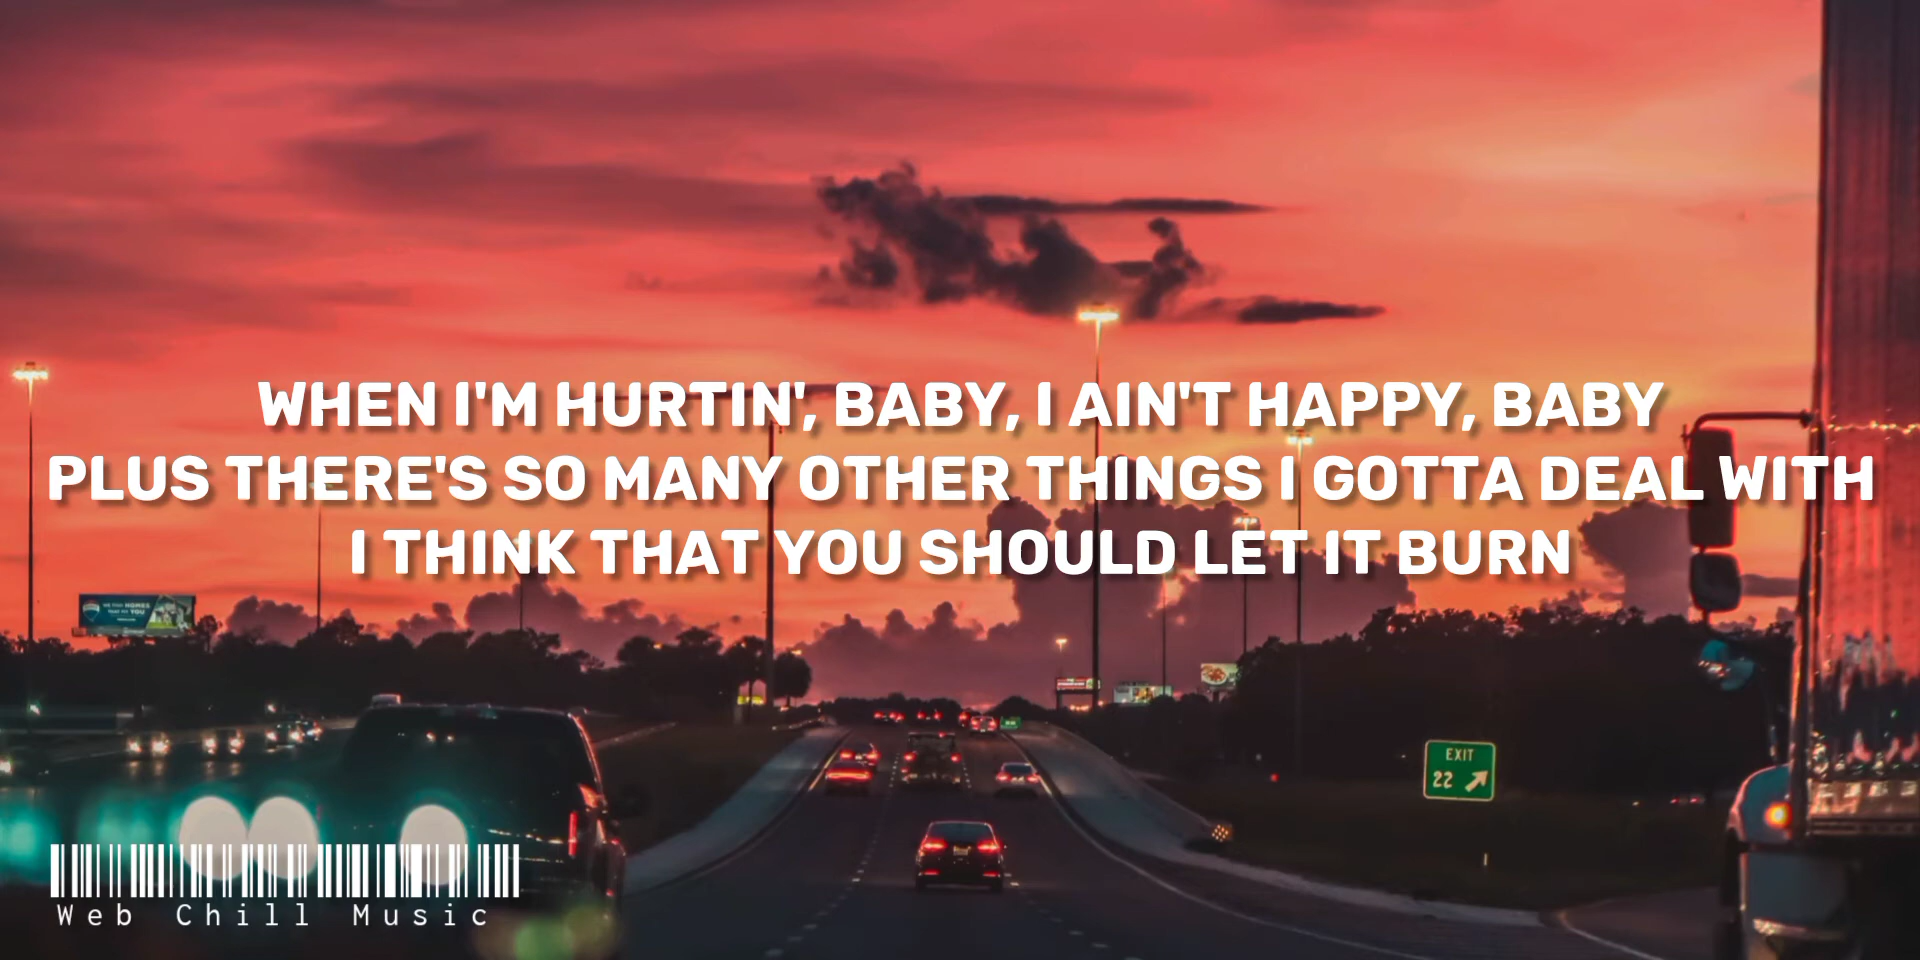 WHEN I'M HURTIN', BABY, I AIN'T HAPPY, BABY
PLUS THERE'S SO MANY OTHER THINGS I GOTTA DEAL WITH
I THINK THAT YOU SHOULD LET IT BURN
EXIT
22
Web Chill Music